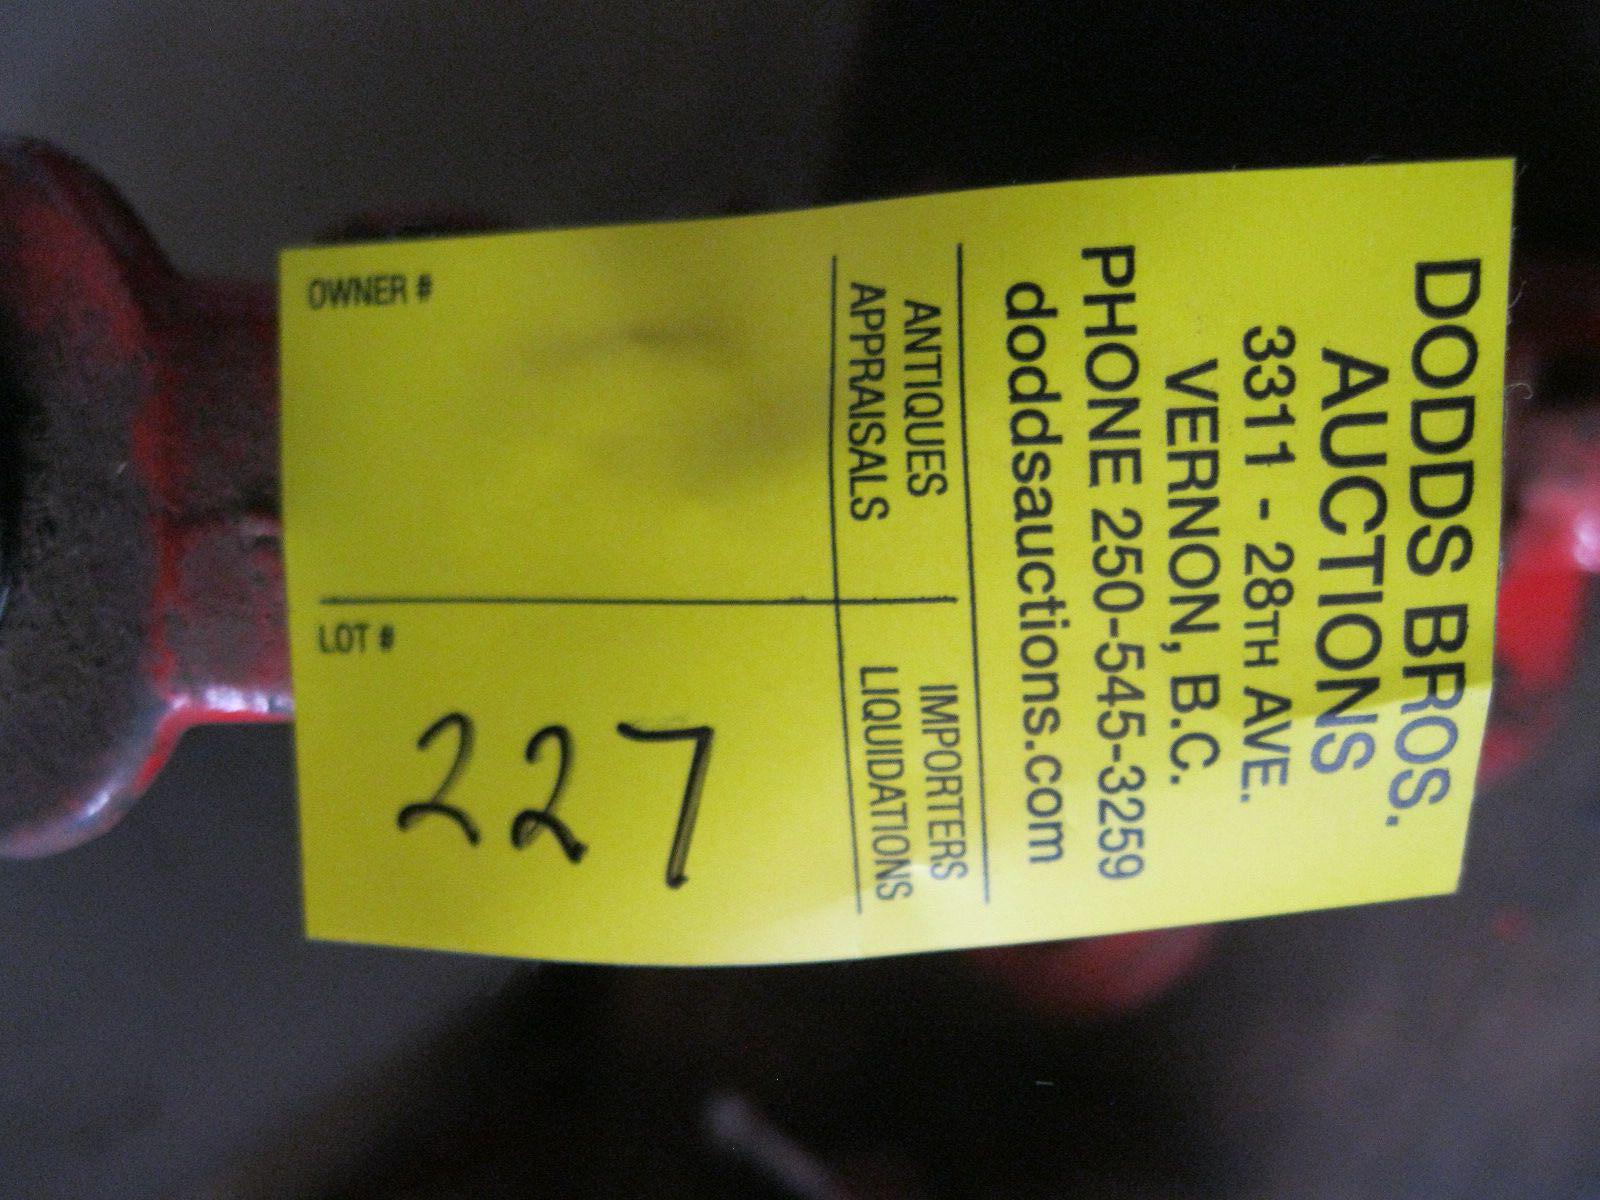 DODDS BROS.
AUCTIONS
3311 - 28TH AVE.
VERNON, B.C.
PHONE 250-545-3259
doddsauctions.com
ANTIQUES
APPRAISALS
IMPORTERS
LIQUIDATIONS
OWNER #
LOT #
227